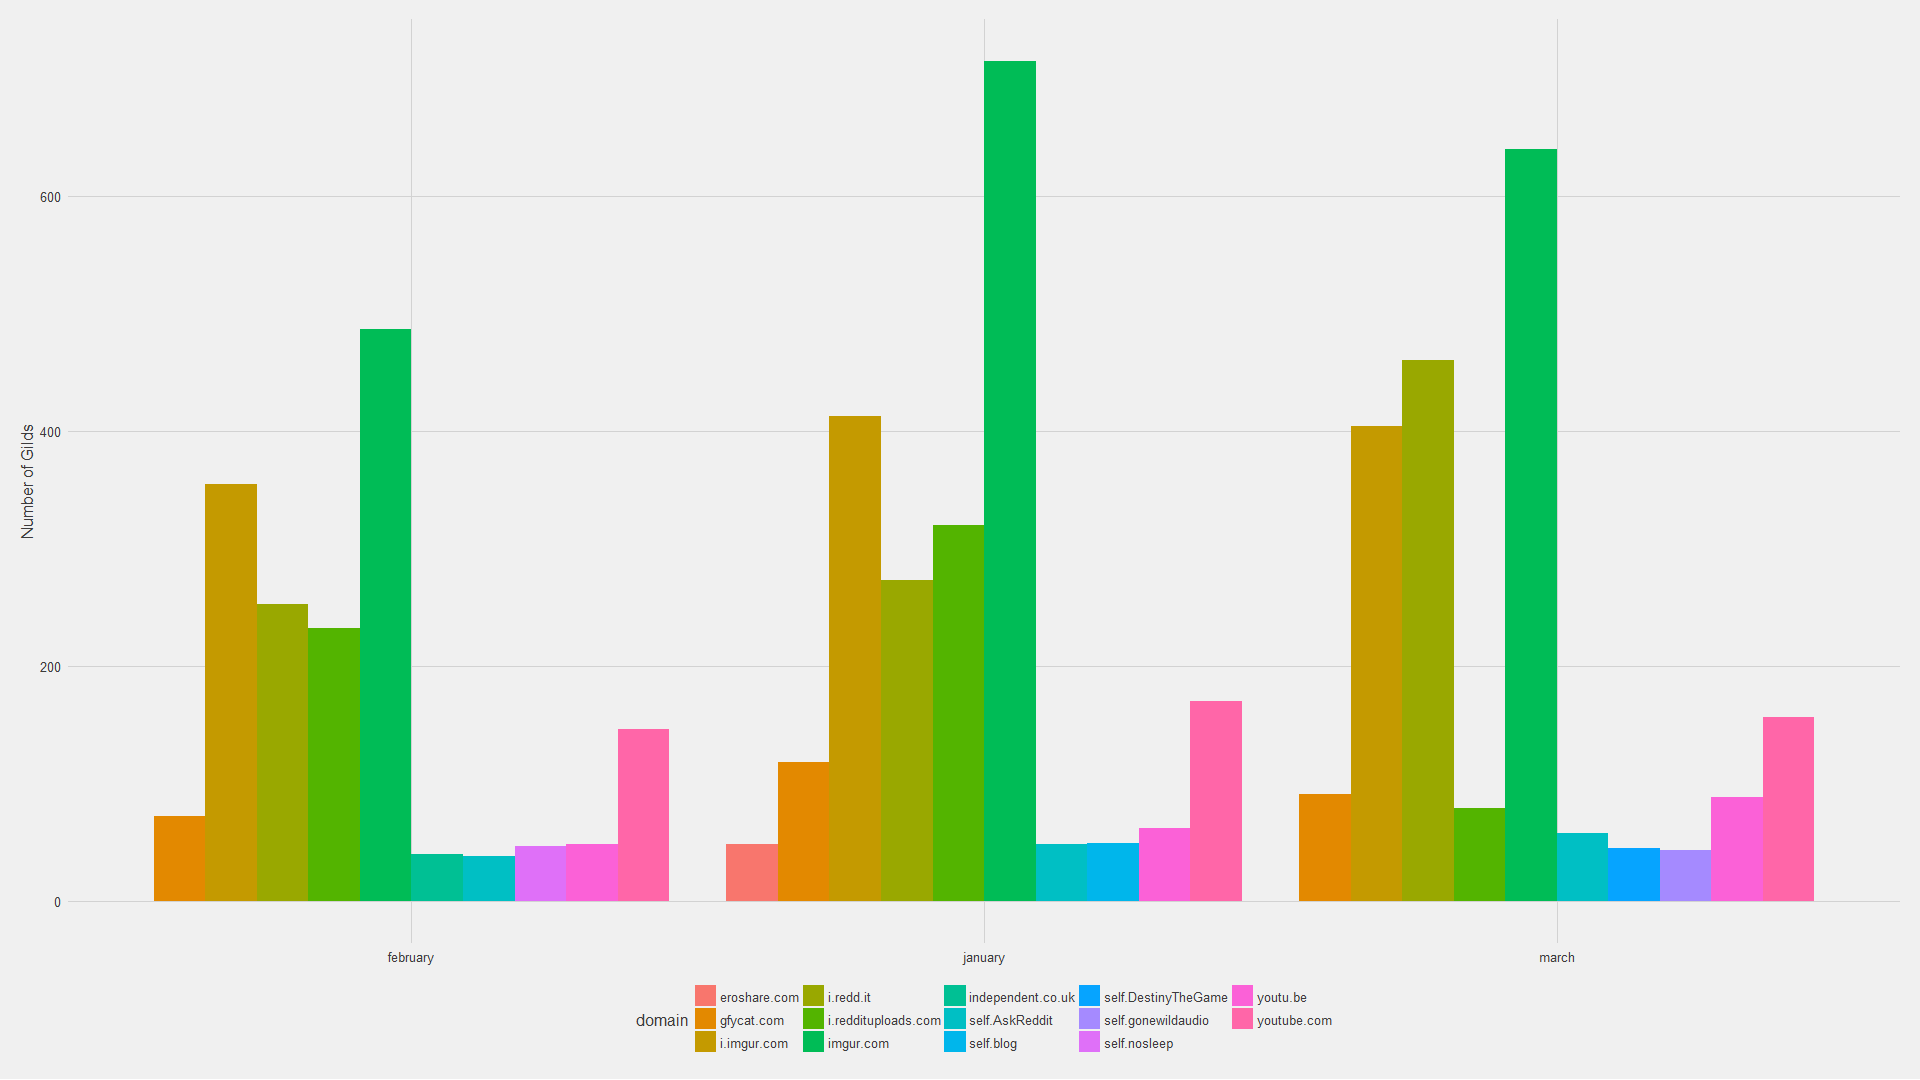 Number of Gilds
600
400
200
0
february january march
domain
eroshare.com i.redd.it independent.co.uk self.DestinyTheGame youtu.be
gfycat.com i.reddituploads.com self.AskReddit self.gonewildaudio youtube.com
i.imgur.com imgur.com self.blog self.nosleep